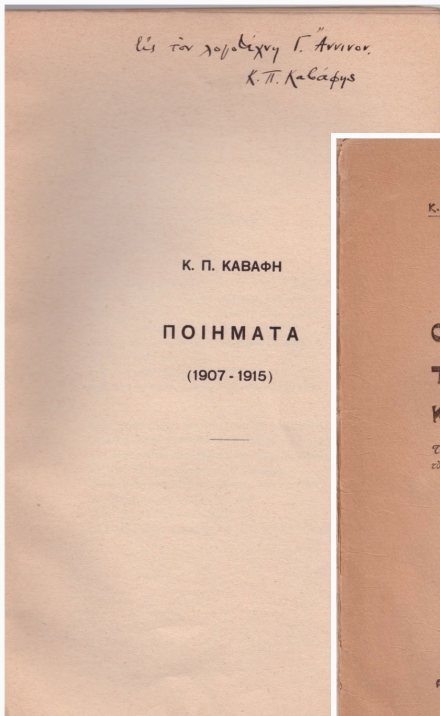 Εἰς τὸν λογοτέχνη Γ. Ἄννινον.
Κ. Π. Καβάφης
Κ. Π. ΚΑΒΑΦΗ
ΠΟΙΗΜΑΤΑ
(1907 - 1915)
Κ.